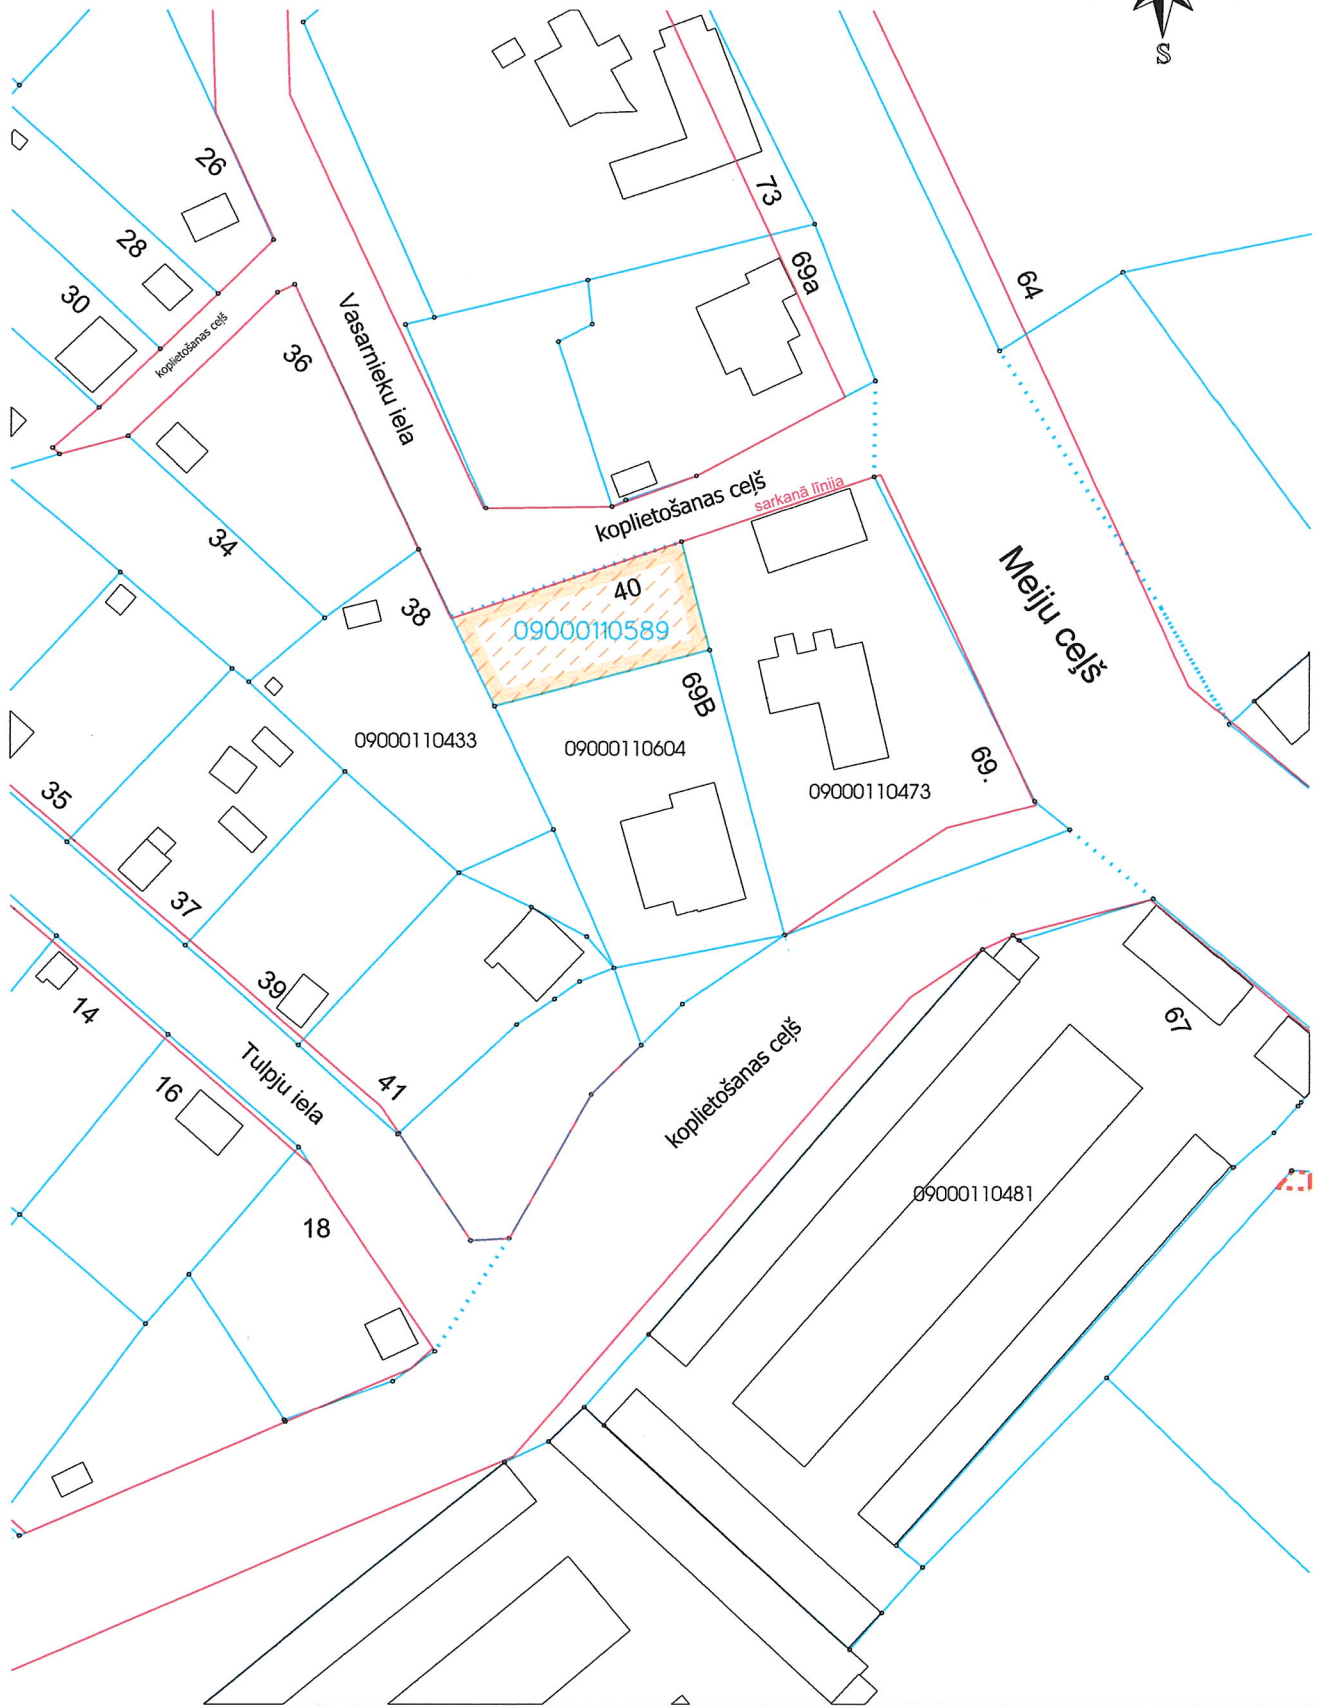 S
26
73
28
69a
64
30
koplietošanas ceļš
Vasarnieku iela
36
koplietošanas ceļš
sarkanā līnija
34
Meiju ceļš
40
38
09000110589
69B
09000110433
09000110604
69.
09000110473
35
37
39
14
67
Tulpju iela
41
koplietošanas ceļš
16
09000110481
18